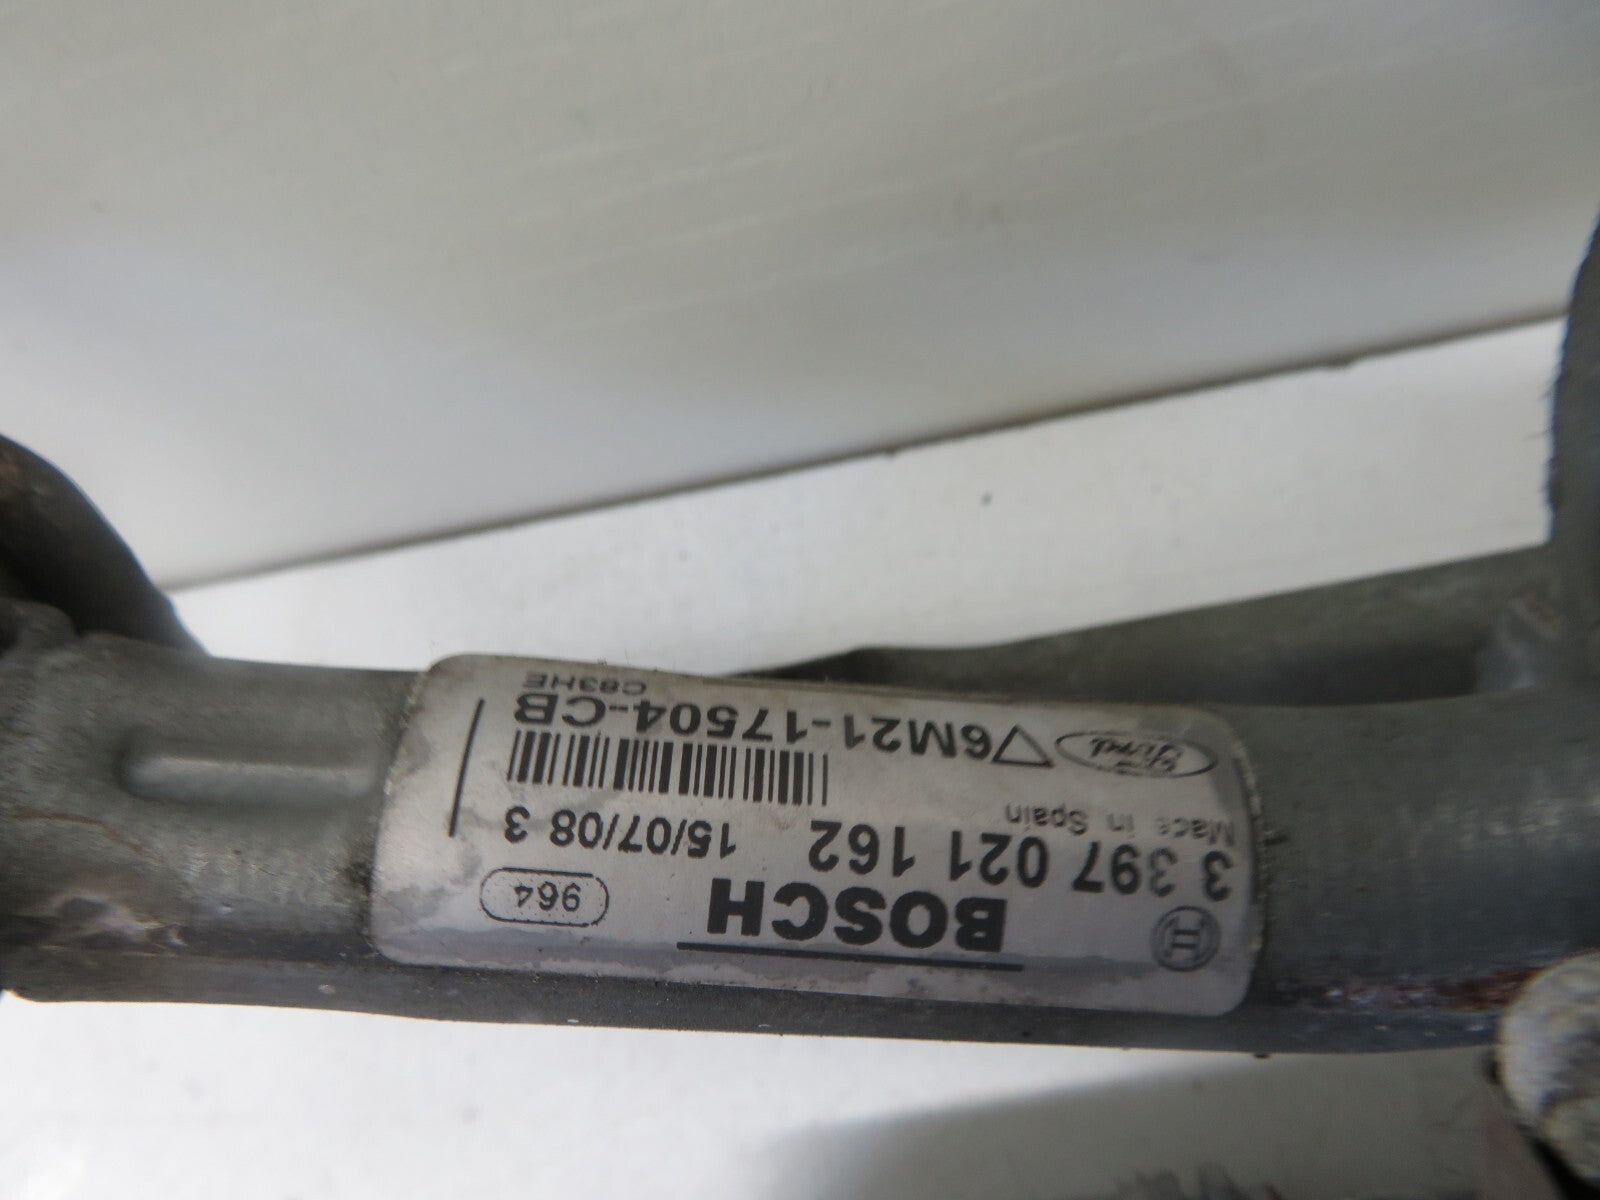 BOSCH 964
3 397 021 162 15/07/08 3
Made in Spain
Ford 6M21-17504-CB
C83HE